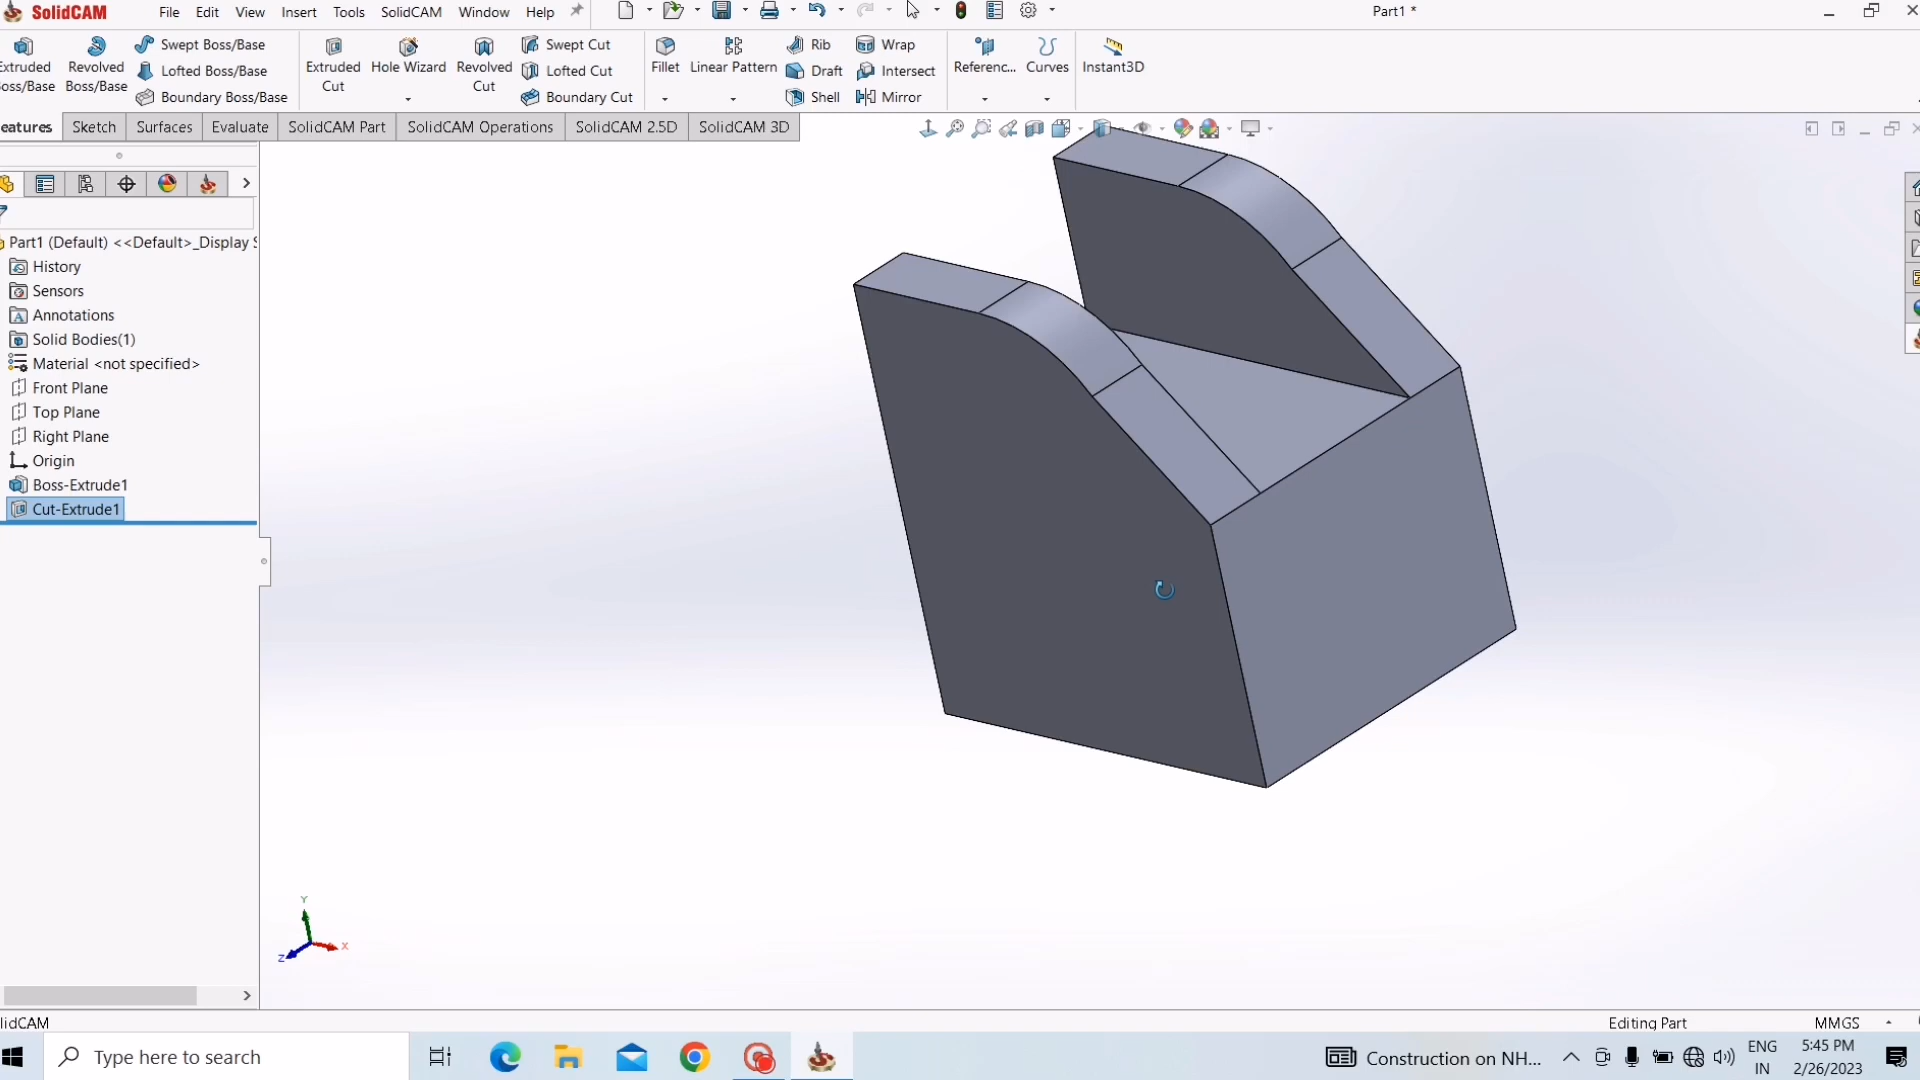 SolidCAM File Edit View Insert Tools SolidCAM Window Help Part1 *
Extruded Boss/Base Revolved Boss/Base Swept Boss/Base Lofted Boss/Base Boundary Boss/Base
Extruded Cut Hole Wizard Revolved Cut Swept Cut Lofted Cut Boundary Cut
Fillet Linear Pattern Rib Draft Shell Wrap Intersect Mirror
Referenc... Curves Instant3D
eatures Sketch Surfaces Evaluate SolidCAM Part SolidCAM Operations SolidCAM 2.5D SolidCAM 3D
Part1 (Default) <<Default>_Display S
History
Sensors
Annotations
Solid Bodies(1)
Material <not specified>
Front Plane
Top Plane
Right Plane
Origin
Boss-Extrude1
Cut-Extrude1
Y
X
Z
lidCAM Editing Part MMGS
Type here to search Construction on NH... ENG IN 5:45 PM 2/26/2023